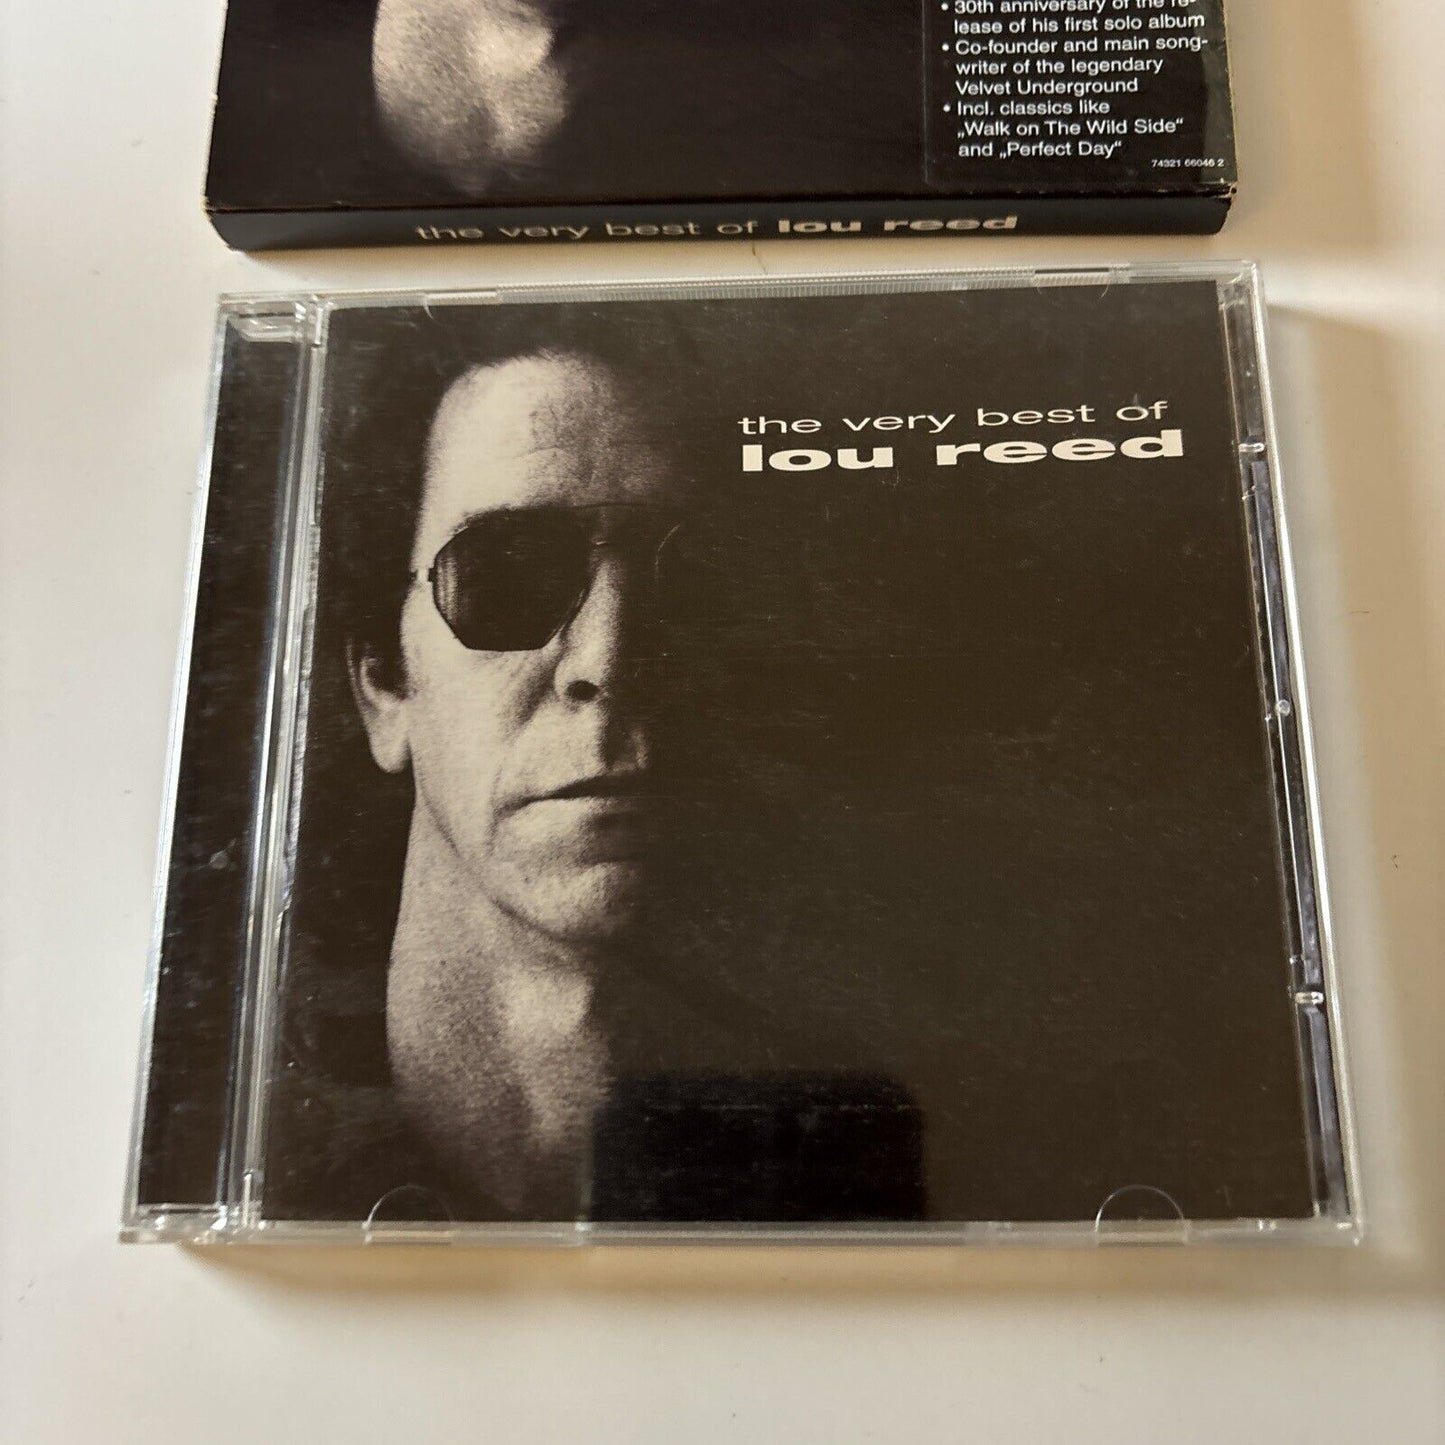 • 30th anniversary of the re-
lease of his first solo album
• Co-founder and main song-
writer of the legendary
Velvet Underground
• Incl. classics like
„Walk on The Wild Side“
and „Perfect Day“
74321 66046 2
the very best of lou reed
the very best of
lou reed